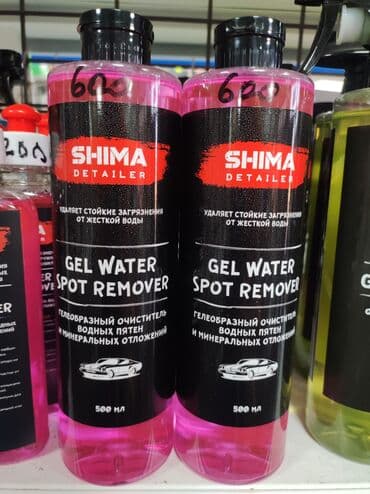 600
SHIMA
DETAILER
УДАЛЯЕТ СТОЙКИЕ ЗАГРЯЗНЕНИЯ
ОТ ЖЕСТКОЙ ВОДЫ
GEL WATER
SPOT REMOVER
ГЕЛЕОБРАЗНЫЙ ОЧИСТИТЕЛЬ
ВОДНЫХ ПЯТЕН
И МИНЕРАЛЬНЫХ ОТЛОЖЕНИЙ
500 МЛ
600
SHIMA
DETAILER
УДАЛЯЕТ СТОЙКИЕ ЗАГРЯЗНЕНИЯ
ОТ ЖЕСТКОЙ ВОДЫ
GEL WATER
SPOT REMOVER
ГЕЛЕОБРАЗНЫЙ ОЧИСТИТЕЛЬ
ВОДНЫХ ПЯТЕН
И МИНЕРАЛЬНЫХ ОТЛОЖЕНИЙ
500 МЛ
200